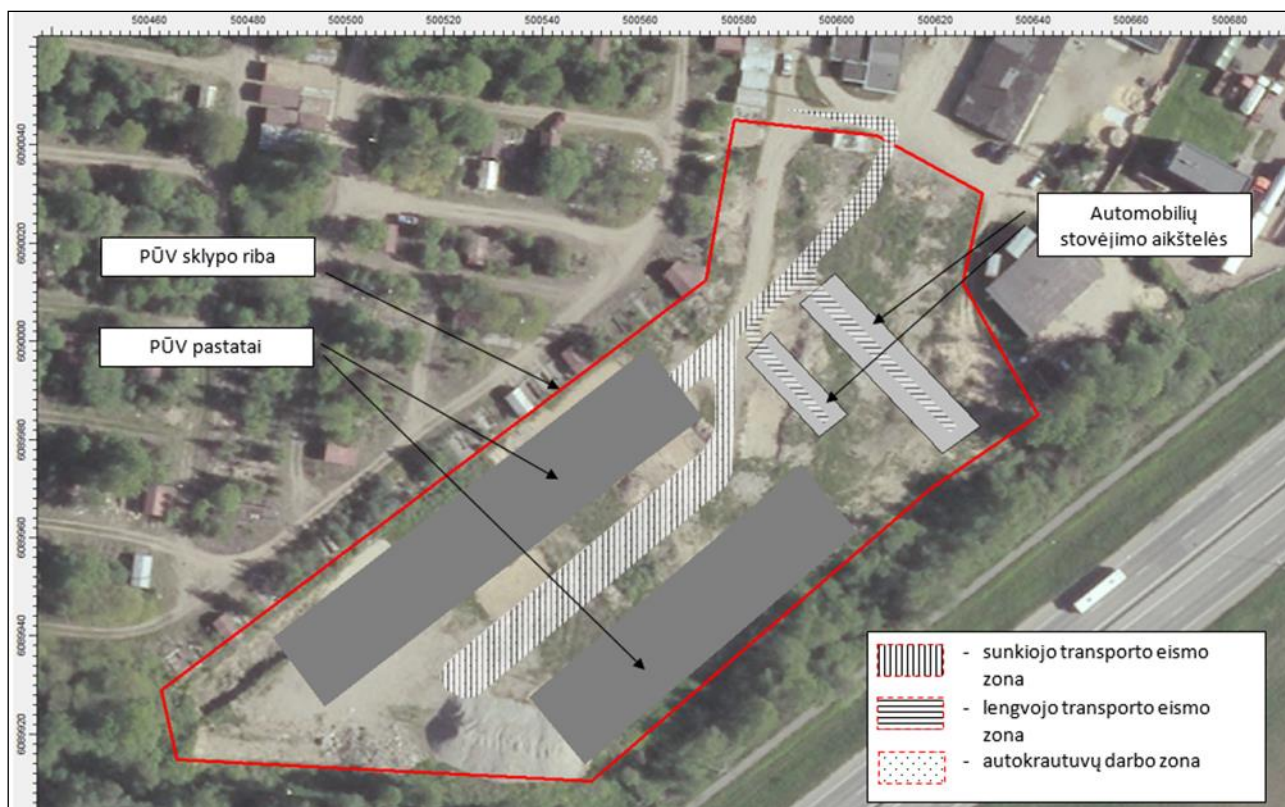 500460 500480 500500 500520 500540 500560 500580 500600 500620 500640 500660 500680
6090040
6090020
6090000
6089980
6089960
6089940
6089920
PŪV sklypo riba
PŪV pastatai
Automobilių
stovėjimo aikštelės
- sunkiojo transporto eismo
zona
- lengvojo transporto eismo
zona
- autokrautuvų darbo zona